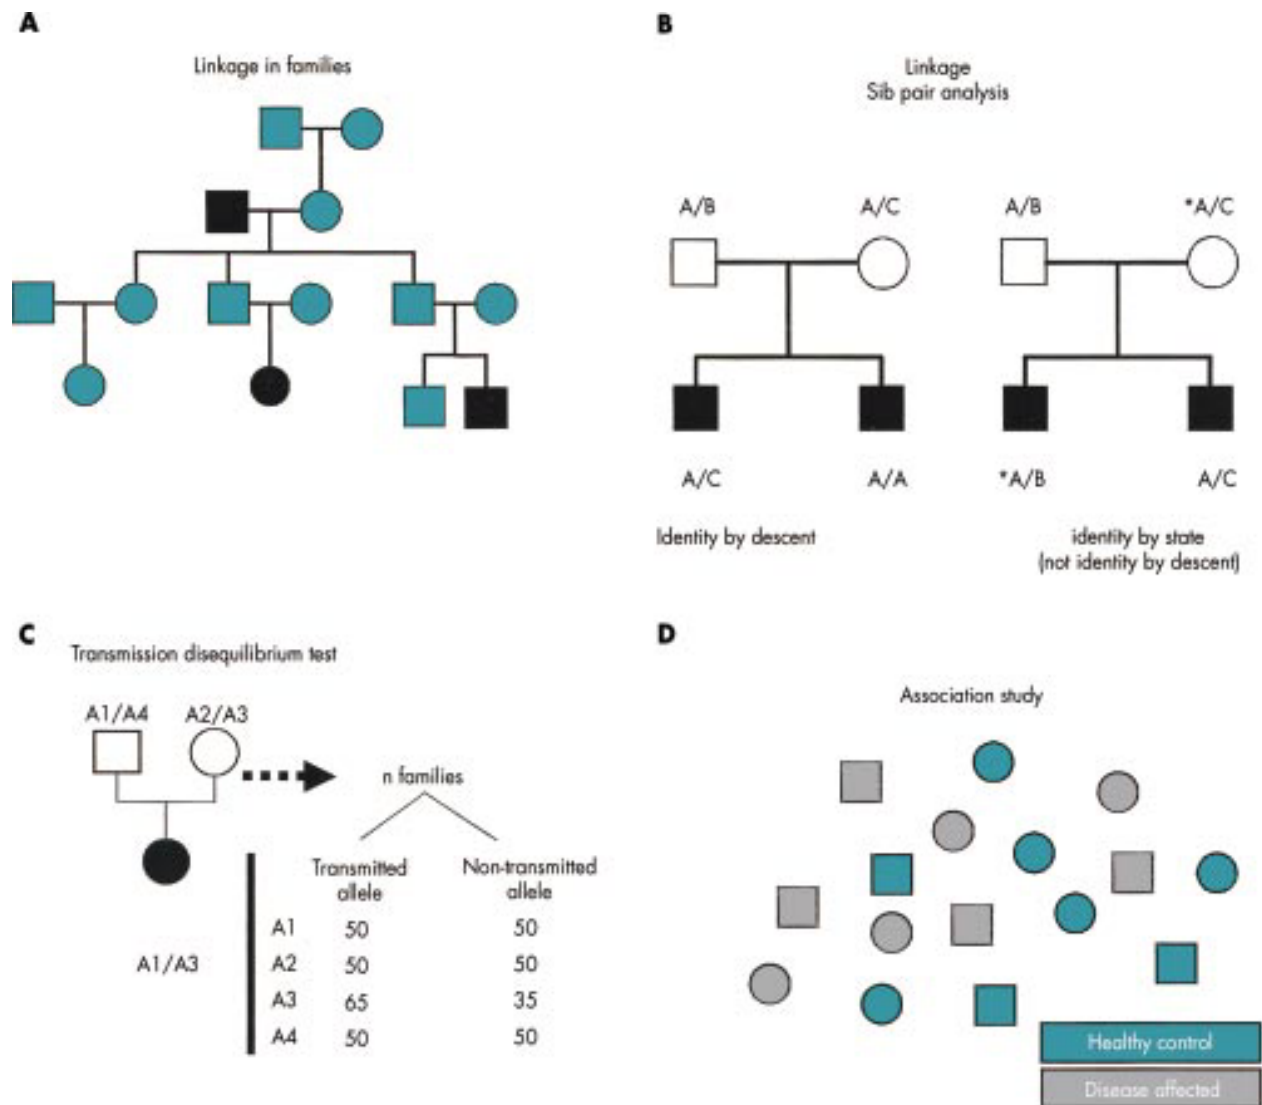 A
Linkage in families
B
Linkage
Sib pair analysis
A/B
A/C
A/B
*A/C
A/C
A/A
*A/B
A/C
Identity by descent
identity by state
(not identity by descent)
C
Transmission disequilibrium test
A1/A4
A2/A3
n families
Transmitted
allele
Non-transmitted
allele
A1 50 50
A2 50 50
A3 65 35
A4 50 50
A1/A3
D
Association study
Healthy control
Disease affected